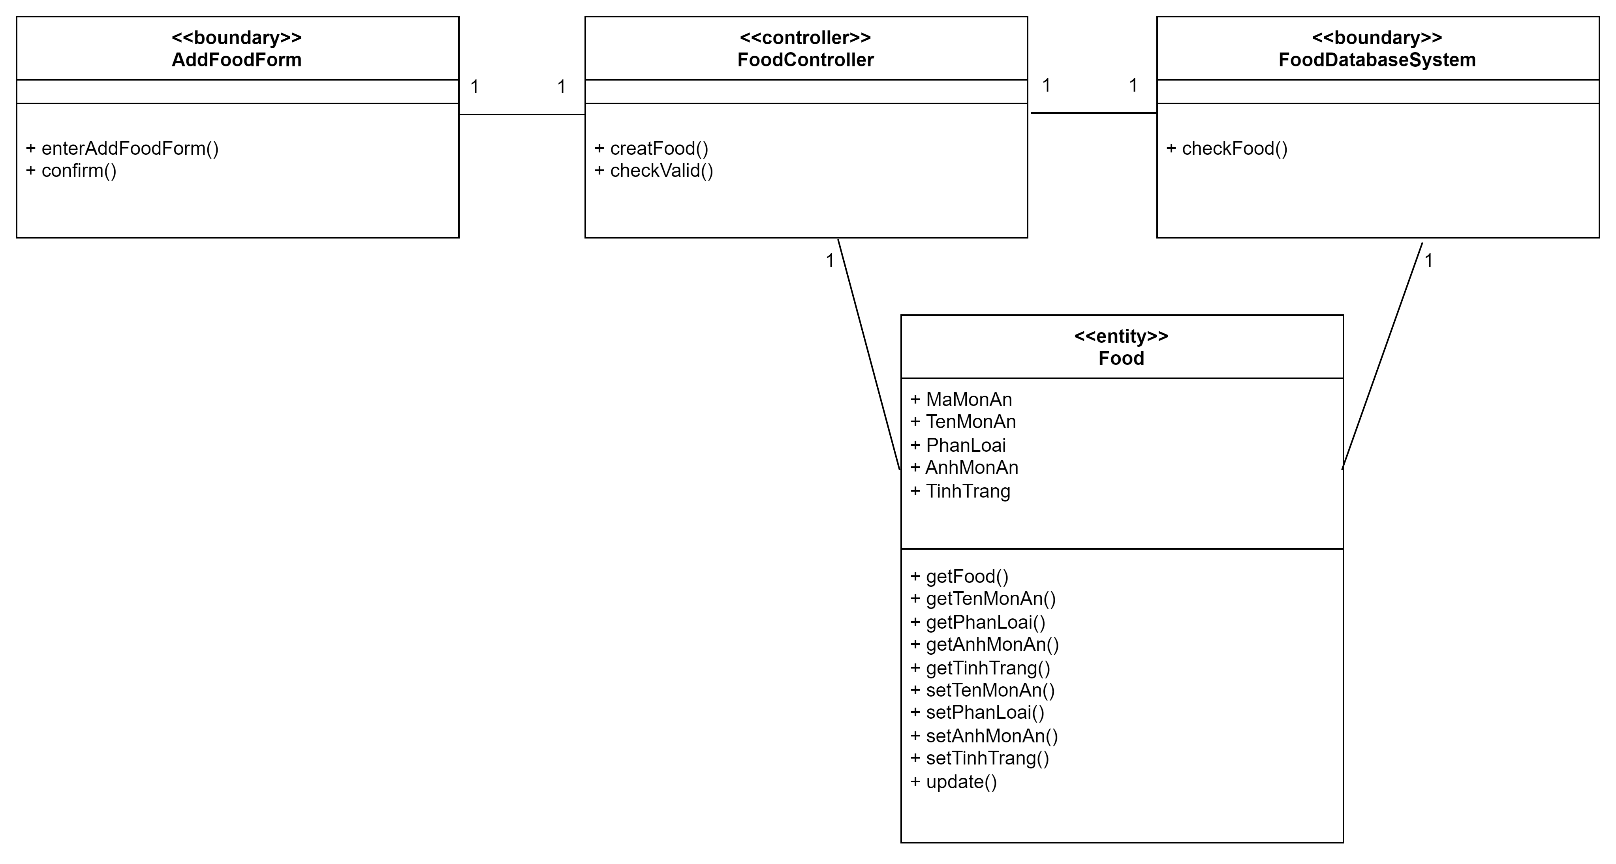 <<boundary>>
AddFoodForm
+ enterAddFoodForm()
+ confirm()
1
1
<<controller>>
FoodController
+ creatFood()
+ checkValid()
1
1
<<boundary>>
FoodDatabaseSystem
+ checkFood()
1
1
<<entity>>
Food
+ MaMonAn
+ TenMonAn
+ PhanLoai
+ AnhMonAn
+ TinhTrang
+ getFood()
+ getTenMonAn()
+ getPhanLoai()
+ getAnhMonAn()
+ getTinhTrang()
+ setTenMonAn()
+ setPhanLoai()
+ setAnhMonAn()
+ setTinhTrang()
+ update()